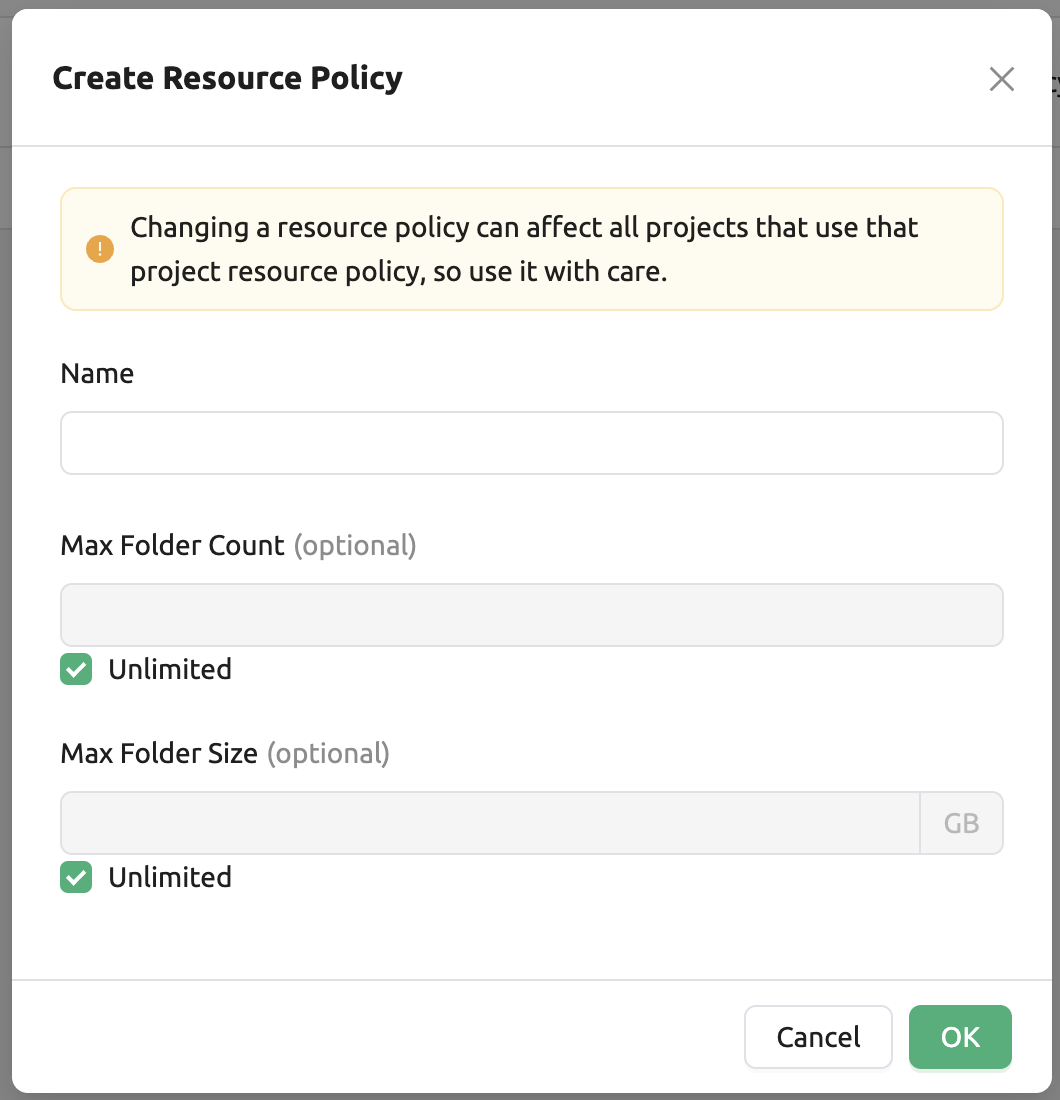 Create Resource Policy
Changing a resource policy can affect all projects that use that
project resource policy, so use it with care.
Name
Max Folder Count (optional)
Unlimited
Max Folder Size (optional)
GB
Unlimited
Cancel
OK